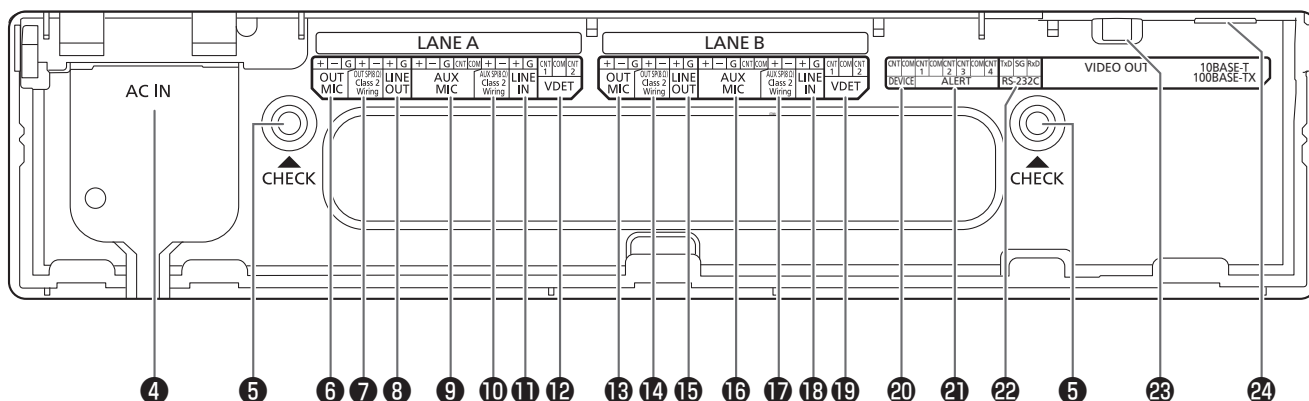 LANE A
LANE B
+ − G + − + G + − G CNT COM + − + G CNT COM CNT
1 2
OUT MIC
OUT SP(8 Ω) Class 2 Wiring
LINE OUT
AUX MIC
AUX SP(8 Ω) Class 2 Wiring
LINE IN
VDET
+ − G + − + G + − G CNT COM + − + G CNT COM CNT
1 2
OUT MIC
OUT SP(8 Ω) Class 2 Wiring
LINE OUT
AUX MIC
AUX SP(8 Ω) Class 2 Wiring
LINE IN
VDET
CNT COM CNT COM CNT CNT COM CNT TxD SG RxD
1 2 3 4
DEVICE ALERT RS-232C
VIDEO OUT
10BASE-T
100BASE-TX
AC IN
CHECK
CHECK
4 5 6 7 8 9 10 11 12 13 14 15 16 17 18 19 20 21 22 5 23 24